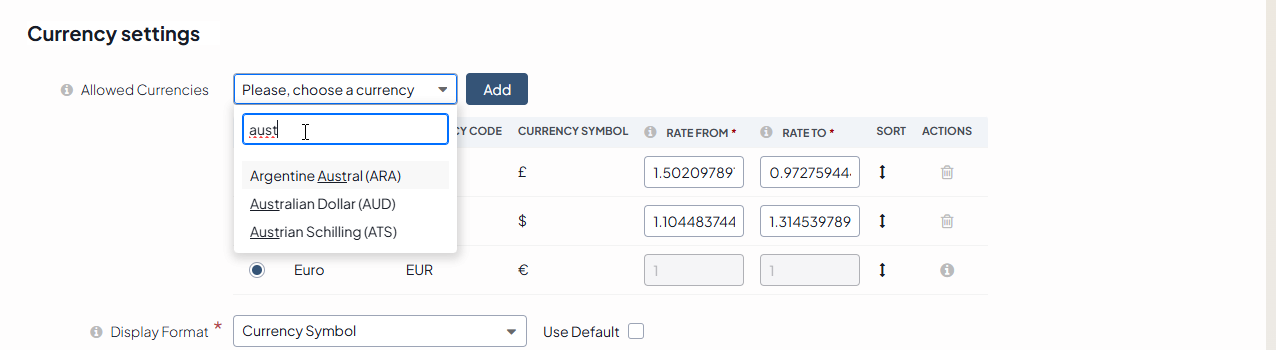 Currency settings
Allowed Currencies Please, choose a currency Add
aust
CY CODE CURRENCY SYMBOL RATE FROM * RATE TO * SORT ACTIONS
Argentine Austral (ARA)
Australian Dollar (AUD)
Austrian Schilling (ATS)
£ 1.50209789 0.972759444
$ 1.104483744 1.314539789
Euro EUR € 1 1
Display Format * Currency Symbol Use Default